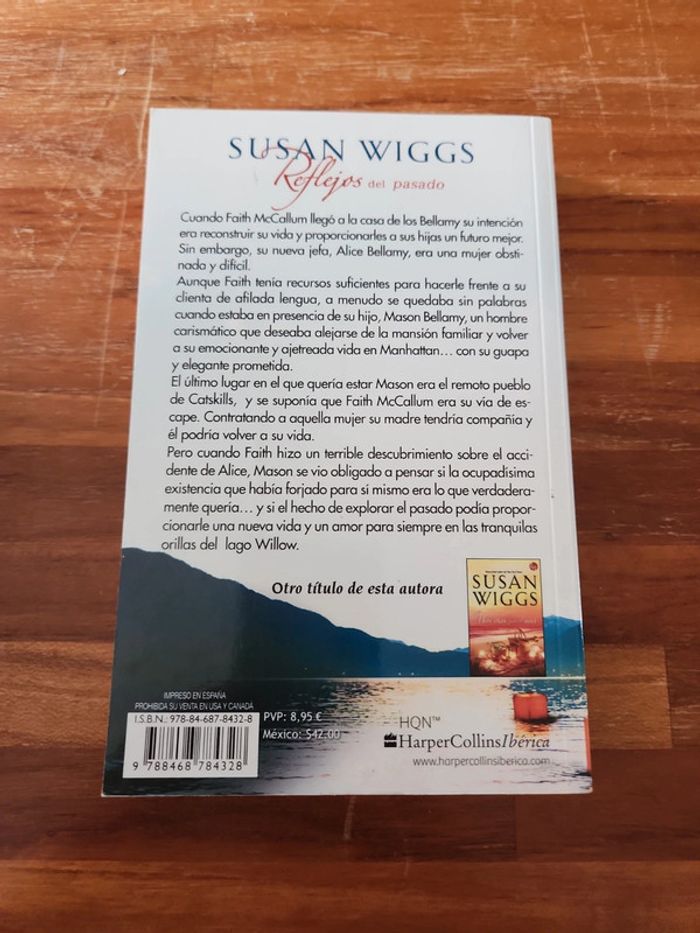 SUSAN WIGGS
Reflejos del pasado
Cuando Faith McCallum llegó a la casa de los Bellamy su intención
era reconstruir su vida y proporcionarles a sus hijas un futuro mejor.
Sin embargo, su nueva jefa, Alice Bellamy, era una mujer obsti-
nada y difícil.
Aunque Faith tenía recursos suficientes para hacerle frente a su
clienta de afilada lengua, a menudo se quedaba sin palabras
cuando estaba en presencia de su hijo, Mason Bellamy, un hombre
carismático que deseaba alejarse de la mansión familiar y volver
a su emocionante y ajetreada vida en Manhattan... con su guapa
y elegante prometida.
El último lugar en el que quería estar Mason era el remoto pueblo
de Catskills, y se suponía que Faith McCallum era su vía de es-
cape. Contratando a aquella mujer su madre tendría compañía y
él podría volver a su vida.
Pero cuando Faith hizo un terrible descubrimiento sobre el acci-
dente de Alice, Mason se vio obligado a pensar si la ocupadísima
existencia que había forjado para sí mismo era lo que verdadera-
mente quería... y si el hecho de explorar el pasado podía propor-
cionarle una nueva vida y un amor para siempre en las tranquilas
orillas del lago Willow.
Otro título de esta autora
SUSAN
WIGGS
IMPRESO EN ESPAÑA
PROHIBIDA SU VENTA EN USA Y CANADÁ
I.S.B.N.: 978-84-687-8432-8
9 788468 784328
PVP: 8,95 €
México: $42.00
HQN™
HarperCollins Ibérica
www.harpercollinsiberica.com